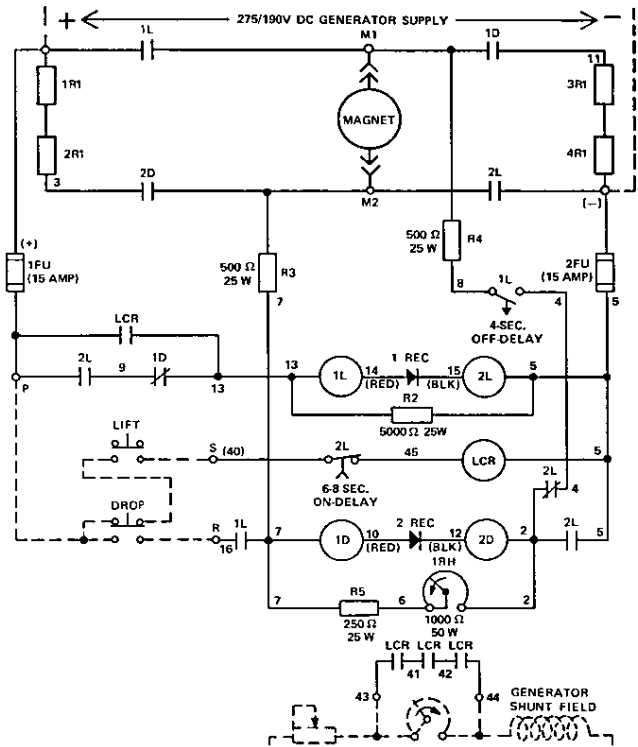 + 275/190V DC GENERATOR SUPPLY −
1L
M1
1D
11
1R1
3R1
MAGNET
2R1
4R1
3
2D
2L
M2
(−)
(+)
1FU
(15 AMP)
500 Ω
25 W
R3
7
500 Ω
25 W
R4
8
1L
4
4-SEC.
OFF-DELAY
2FU
(15 AMP)
5
LCR
2L
9
1D
P
13
13
1L
14
(RED)
1 REC
15
(BLK)
2L
5
R2
5000 Ω 25W
LIFT
S (40)
2L
6-8 SEC.
ON-DELAY
45
LCR
5
2L
4
DROP
R
16
1L
7
1D
10
(RED)
2 REC
12
(BLK)
2D
2
2L
5
1RH
7
R5
250 Ω
25 W
6
1000 Ω
50 W
2
LCR LCR LCR
41 42
43
44
GENERATOR
SHUNT FIELD